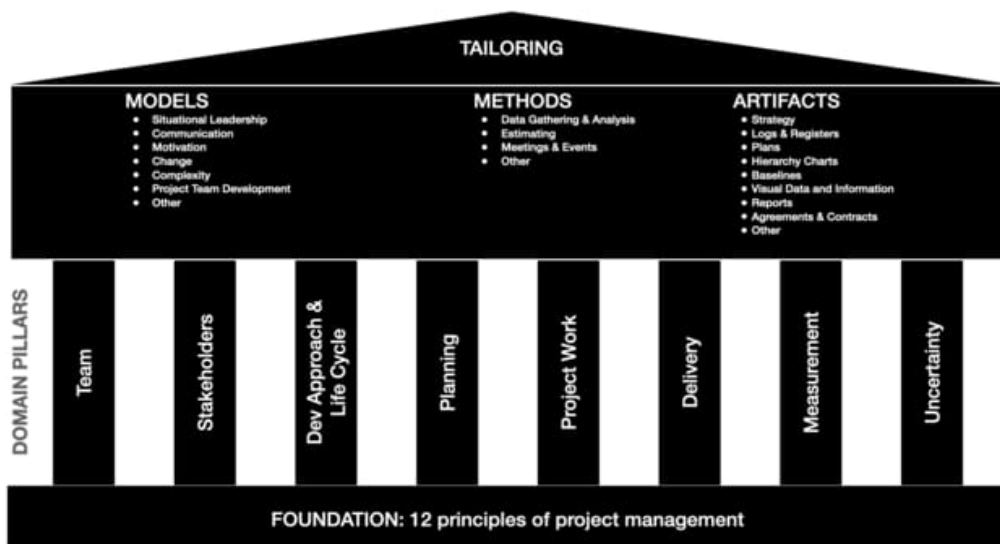 TAILORING
MODELS
• Situational Leadership
• Communication
• Motivation
• Change
• Complexity
• Project Team Development
• Other
METHODS
• Data Gathering & Analysis
• Estimating
• Meetings & Events
• Other
ARTIFACTS
• Strategy
• Logs & Registers
• Plans
• Hierarchy Charts
• Baselines
• Visual Data and Information
• Reports
• Agreements & Contracts
• Other
DOMAIN PILLARS
Team
Stakeholders
Dev Approach &
Life Cycle
Planning
Project Work
Delivery
Measurement
Uncertainty
FOUNDATION: 12 principles of project management